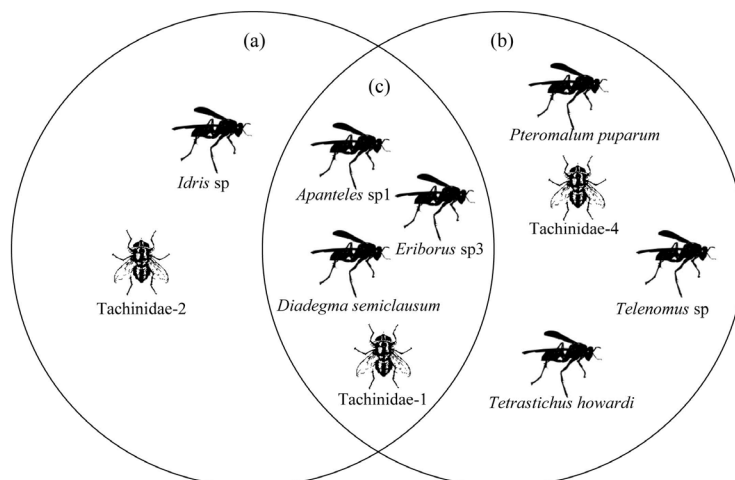 (a)
(b)
(c)
Idris sp
Tachinidae-2
Apanteles sp1
Eriborus sp3
Diadegma semiclausum
Tachinidae-1
Pteromalum puparum
Tachinidae-4
Telenomus sp
Tetrastichus howardi